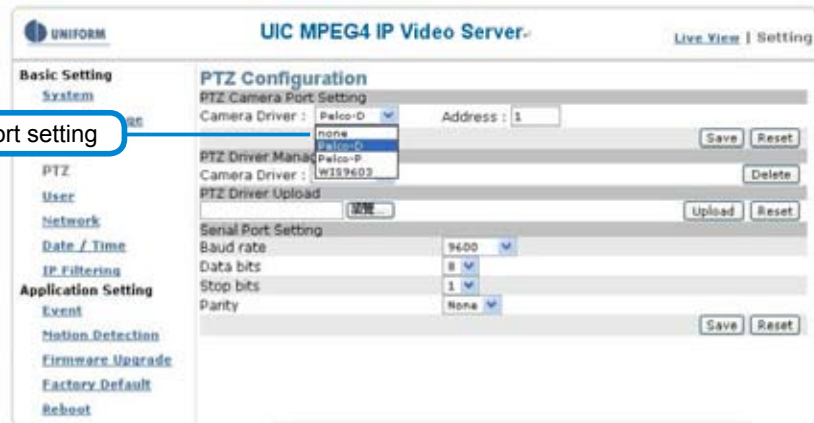 UNIFORM
UIC MPEG4 IP Video Server
Live View | Setting
Basic Setting
System
ort setting
PTZ
User
Network
Date / Time
IP Filtering
Application Setting
Event
Motion Detection
Firmware Upgrade
Factory Default
Reboot
PTZ Configuration
PTZ Camera Port Setting
Camera Driver : Pelco-D Address : 1
none
Pelco-D
Pelco-P
WIS9603
Save Reset
PTZ Driver Manag
Camera Driver :
Delete
PTZ Driver Upload
瀏覽...
Upload Reset
Serial Port Setting
Baud rate 9600
Data bits 8
Stop bits 1
Parity None
Save Reset